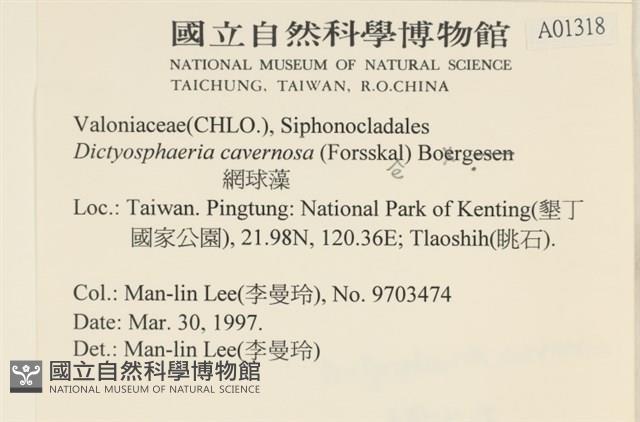 國立自然科學博物館
A01318
NATIONAL MUSEUM OF NATURAL SCIENCE
TAICHUNG, TAIWAN, R.O.CHINA
Valoniaceae(CHLO.), Siphonocladales
Dictyosphaeria cavernosa (Forsskal) Boergesen
網球藻
Loc.: Taiwan. Pingtung: National Park of Kenting(墾丁
國家公園), 21.98N, 120.36E; Tlaoshih(眺石).
Col.: Man-lin Lee(李曼玲), No. 9703474
Date: Mar. 30, 1997.
Det.: Man-lin Lee(李曼玲)
國立自然科學博物館
NATIONAL MUSEUM OF NATURAL SCIENCE